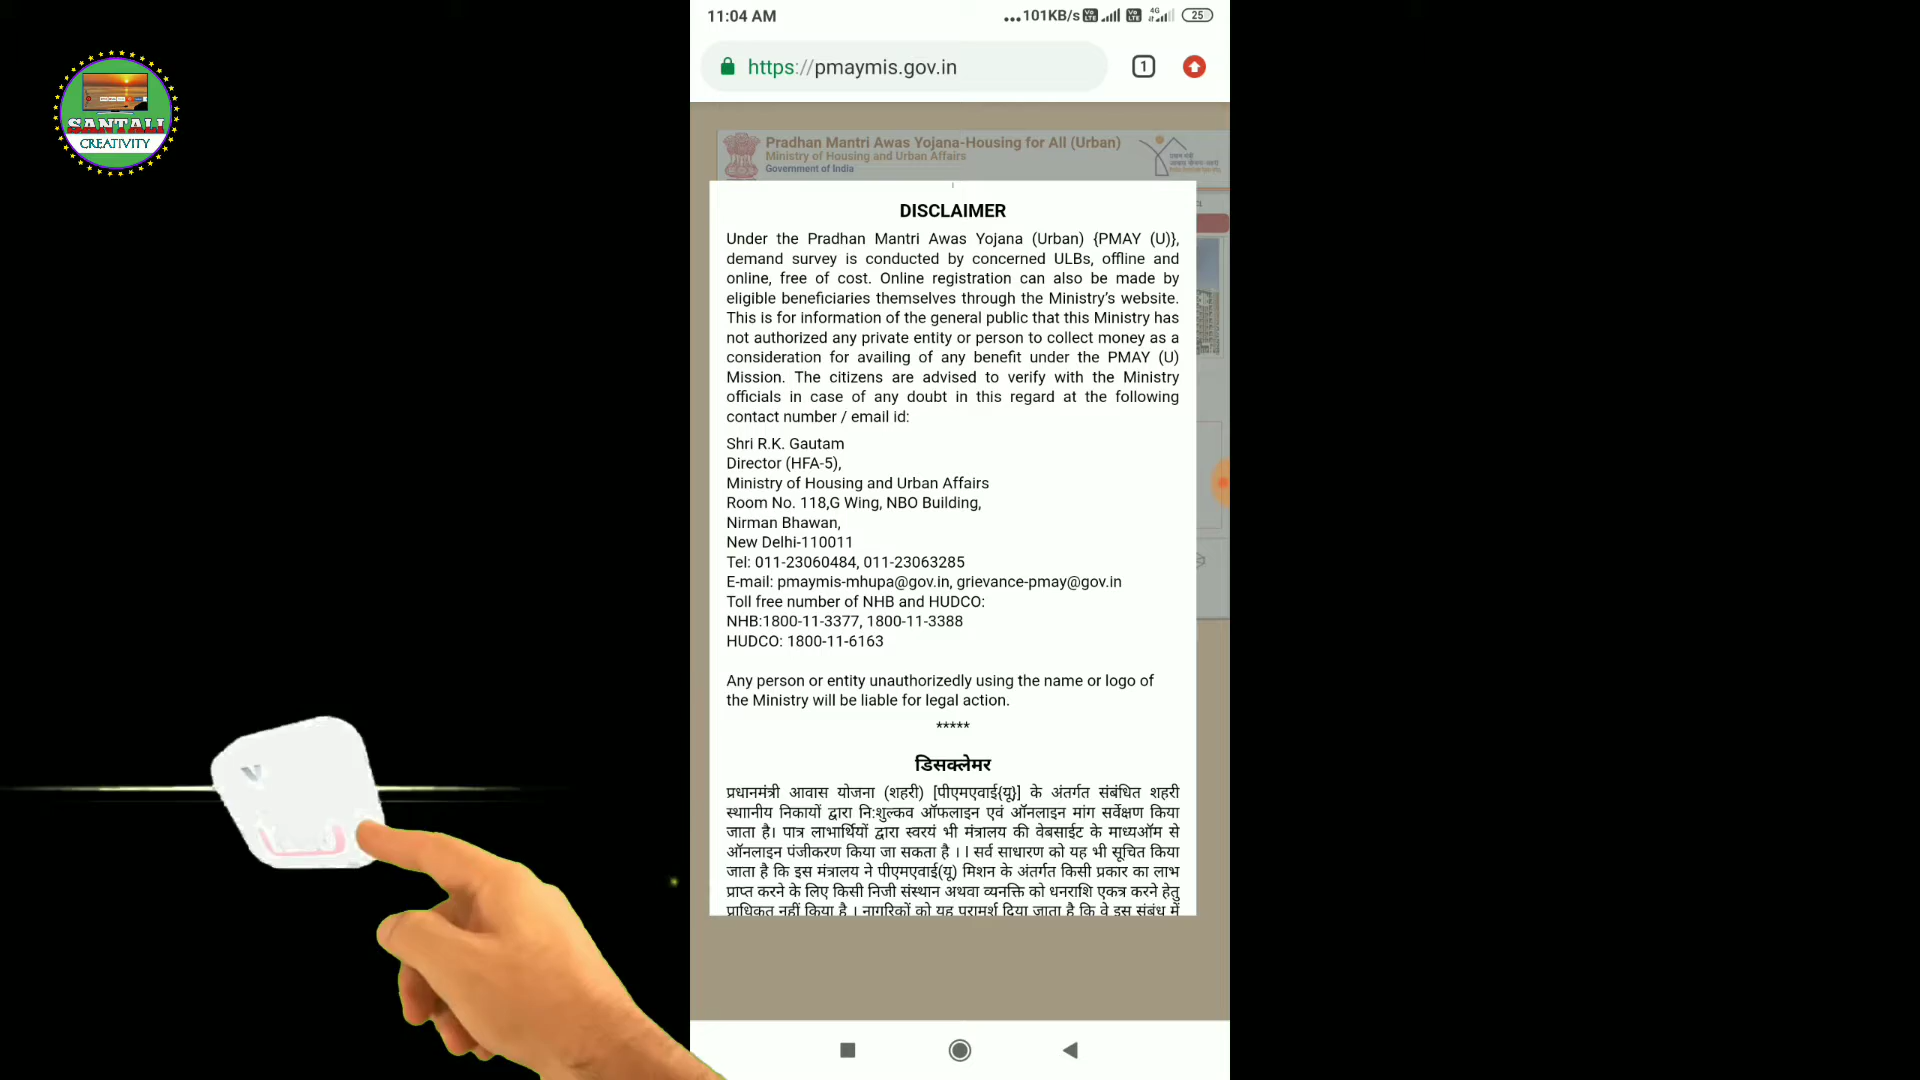 11:04 AM
...101KB/s
4G
25
SANTALI
CREATIVITY
https://pmaymis.gov.in
1
Pradhan Mantri Awas Yojana-Housing for All (Urban)
Ministry of Housing and Urban Affairs
Government of India
DISCLAIMER
Under the Pradhan Mantri Awas Yojana (Urban) {PMAY (U)},
demand survey is conducted by concerned ULBs, offline and
online, free of cost. Online registration can also be made by
eligible beneficiaries themselves through the Ministry's website.
This is for information of the general public that this Ministry has
not authorized any private entity or person to collect money as a
consideration for availing of any benefit under the PMAY (U)
Mission. The citizens are advised to verify with the Ministry
officials in case of any doubt in this regard at the following
contact number / email id:
Shri R.K. Gautam
Director (HFA-5),
Ministry of Housing and Urban Affairs
Room No. 118,G Wing, NBO Building,
Nirman Bhawan,
New Delhi-110011
Tel: 011-23060484, 011-23063285
E-mail: pmaymis-mhupa@gov.in, grievance-pmay@gov.in
Toll free number of NHB and HUDCO:
NHB:1800-11-3377, 1800-11-3388
HUDCO: 1800-11-6163
Any person or entity unauthorizedly using the name or logo of
the Ministry will be liable for legal action.
*****
डिसक्लेमर
प्रधानमंत्री आवास योजना (शहरी) [पीएमएवाई{यू}] के अंतर्गत संबंधित शहरी
स्थाानीय निकायों द्वारा नि:शुल्कव ऑफलाइन एवं ऑनलाइन मांग सर्वेक्षण किया
जाता है। पात्र लाभार्थियों द्वारा स्वरयं भी मंत्रालय की वेबसाईट के माध्यऑम से
ऑनलाइन पंजीकरण किया जा सकता है । । सर्व साधारण को यह भी सूचित किया
जाता है कि इस मंत्रालय ने पीएमएवाई(यू) मिशन के अंतर्गत किसी प्रकार का लाभ
प्राप्त करने के लिए किसी निजी संस्थान अथवा व्यनक्ति को धनराशि एकत्र करने हेतु
प्राधिकत नहीं किया है । नागरिकों को यह परामर्श दिया जाता है कि वे इस संबंध में